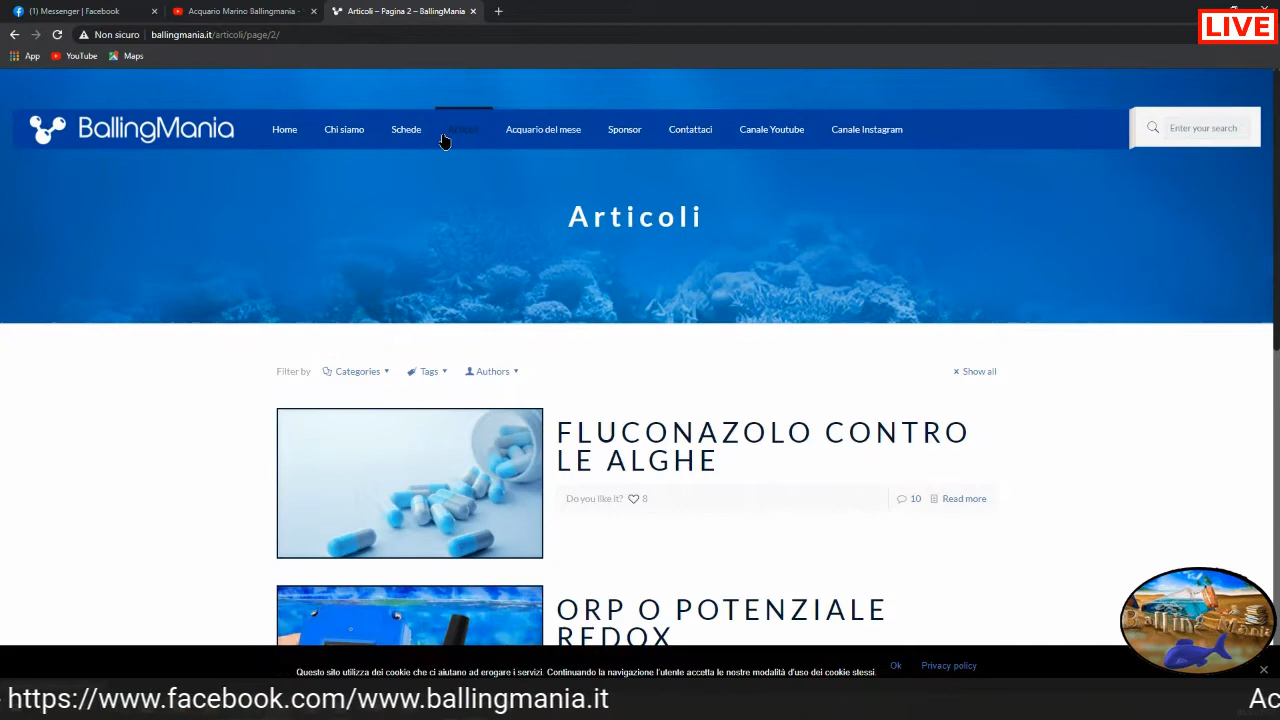 (1) Messenger | Facebook
Acquario Marino Ballingmania -
Articoli – Pagina 2 – BallingMania
Non sicuro
ballingmania.it/articoli/page/2/
LIVE
App
YouTube
Maps
BallingMania
Home
Chi siamo
Schede
Articoli
Acquario del mese
Sponsor
Contattaci
Canale Youtube
Canale Instagram
Enter your search
Articoli
Filter by
Categories
Tags
Authors
Show all
FLUCONAZOLO CONTRO
LE ALGHE
Do you like it?
8
10
Read more
ORP O POTENZIALE
REDOX
Balling Mania
Questo sito utilizza dei cookie che ci aiutano ad erogare i servizi. Continuando la navigazione l'utente accetta le nostre modalità d'uso dei cookie stessi.
Ok
Privacy policy
https://www.facebook.com/www.ballingmania.it
Ac